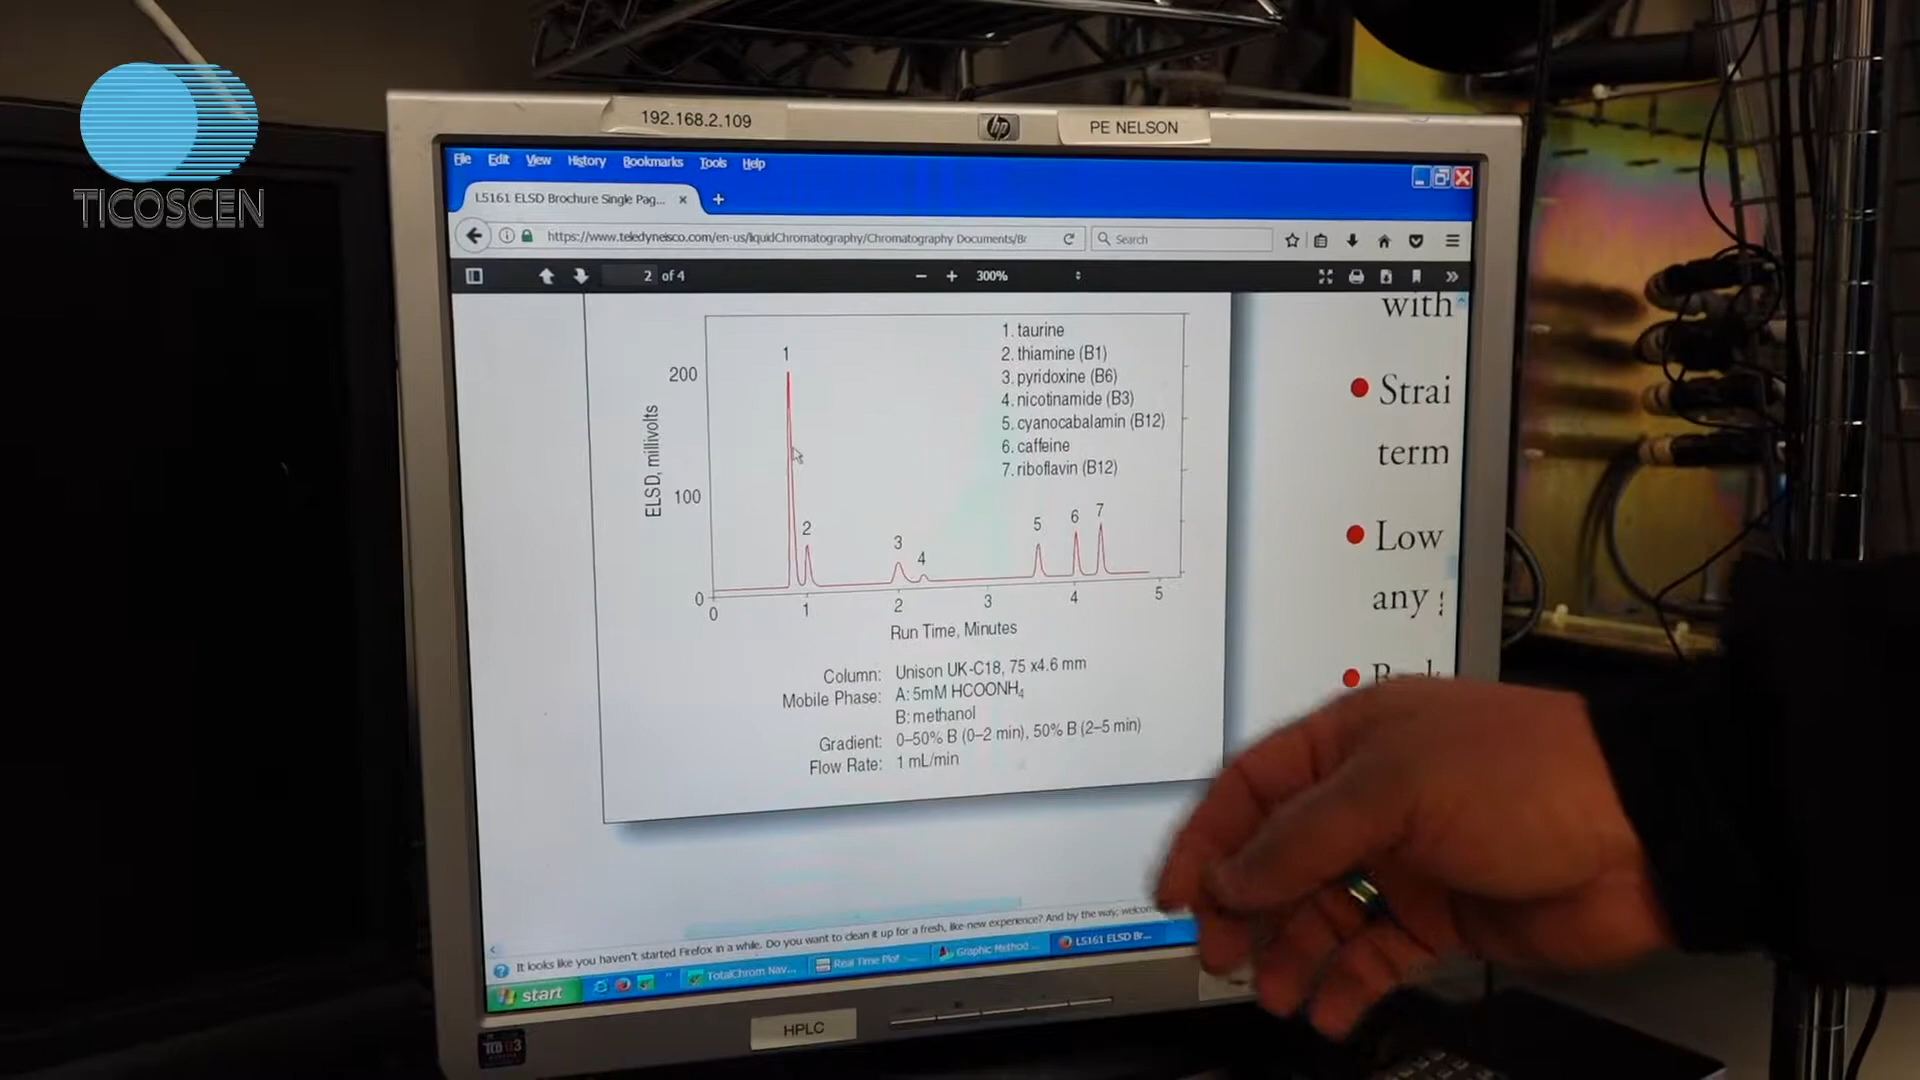 TICOSCEN
192.168.2.109
hp
PE NELSON
File Edit View History Bookmarks Tools Help
L5161 ELSD Brochure Single Pag...
https://www.teledyneisco.com/en-us/liquidChromatography/Chromatography Documents/Br
Search
2 of 4
300%
1. taurine
2. thiamine (B1)
3. pyridoxine (B6)
4. nicotinamide (B3)
5. cyanocabalamin (B12)
6. caffeine
7. riboflavin (B12)
ELSD, millivolts
200
100
0
1
2
3
4
5
6
7
0 1 2 3 4 5
Run Time, Minutes
Column: Unison UK-C18, 75 x4.6 mm
Mobile Phase: A: 5mM HCOONH4
B: methanol
Gradient: 0–50% B (0–2 min), 50% B (2–5 min)
Flow Rate: 1 mL/min
with
Strai
term
Low
any
It looks like you haven't started Firefox in a while. Do you want to clean it up for a fresh, like-new experience? And by the way, welcom
start
TotalChrom Nav...
Real Time Plot
Graphic Method ...
L5161 ELSD Br...
HPLC